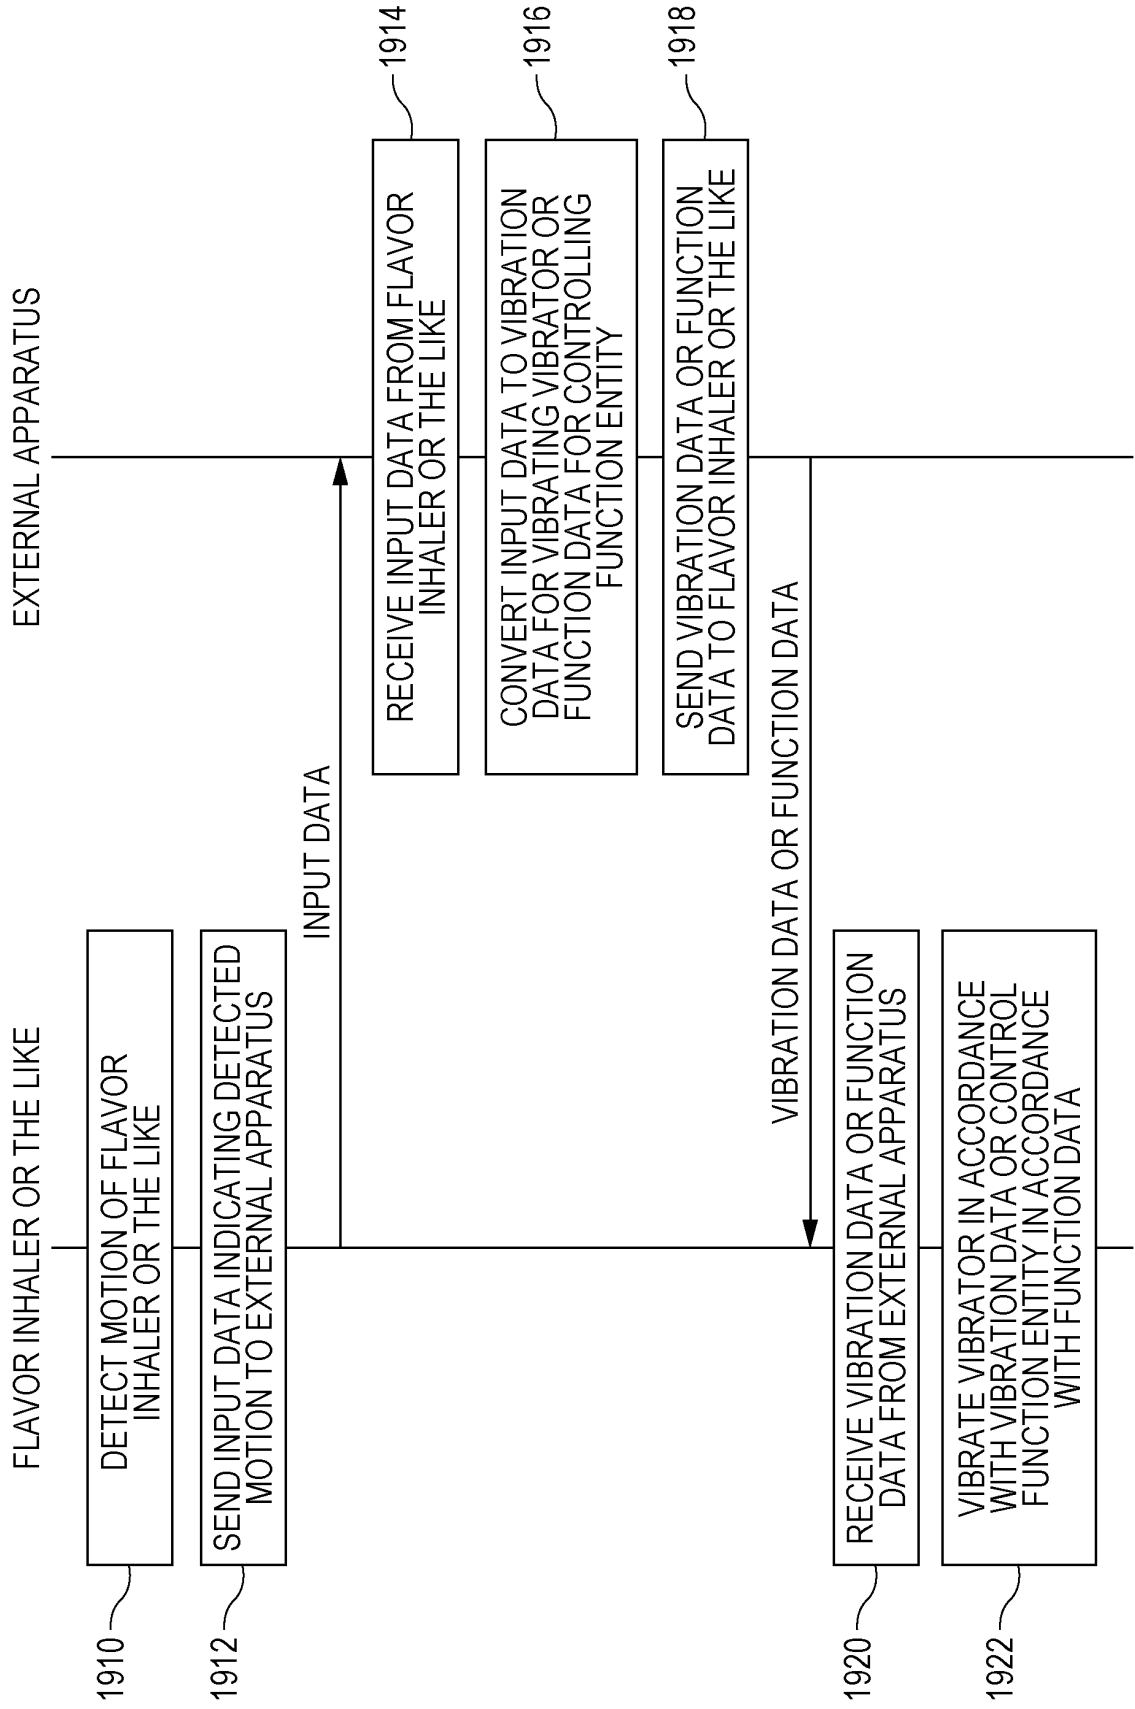 FLAVOR INHALER OR THE LIKE
EXTERNAL APPARATUS
1910
DETECT MOTION OF FLAVOR
INHALER OR THE LIKE
1912
SEND INPUT DATA INDICATING DETECTED
MOTION TO EXTERNAL APPARATUS
INPUT DATA
RECEIVE INPUT DATA FROM FLAVOR
INHALER OR THE LIKE
1914
CONVERT INPUT DATA TO VIBRATION
DATA FOR VIBRATING VIBRATOR OR
FUNCTION DATA FOR CONTROLLING
FUNCTION ENTITY
1916
SEND VIBRATION DATA OR FUNCTION
DATA TO FLAVOR INHALER OR THE LIKE
1918
VIBRATION DATA OR FUNCTION DATA
1920
RECEIVE VIBRATION DATA OR FUNCTION
DATA FROM EXTERNAL APPARATUS
1922
VIBRATE VIBRATOR IN ACCORDANCE
WITH VIBRATION DATA OR CONTROL
FUNCTION ENTITY IN ACCORDANCE
WITH FUNCTION DATA